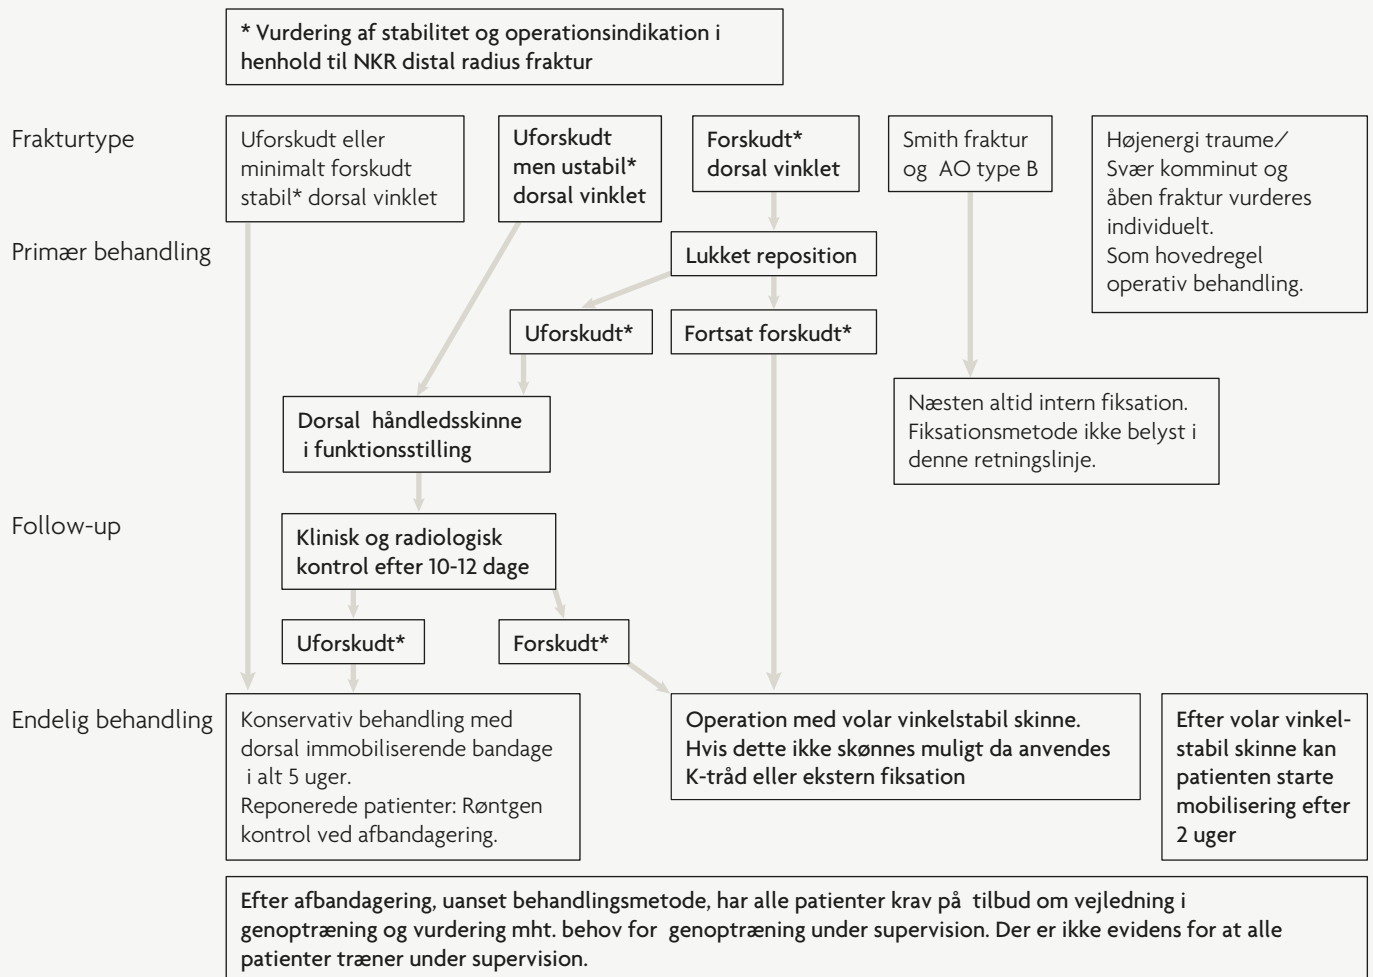 * Vurdering af stabilitet og operationsindikation i
henhold til NKR distal radius fraktur
Frakturtype
Uforskudt eller
minimalt forskudt
stabil* dorsal vinklet
Uforskudt
men ustabil*
dorsal vinklet
Forskudt*
dorsal vinklet
Smith fraktur
og AO type B
Højenergi traume/
Svær komminut og
åben fraktur vurderes
individuelt.
Som hovedregel
operativ behandling.
Primær behandling
Lukket reposition
Uforskudt*
Fortsat forskudt*
Dorsal håndledsskinne
i funktionsstilling
Næsten altid intern fiksation.
Fiksationsmetode ikke belyst i
denne retningslinje.
Follow-up
Klinisk og radiologisk
kontrol efter 10-12 dage
Uforskudt*
Forskudt*
Endelig behandling
Konservativ behandling med
dorsal immobiliserende bandage
i alt 5 uger.
Reponerede patienter: Røntgen
kontrol ved afbandagering.
Operation med volar vinkelstabil skinne.
Hvis dette ikke skønnes muligt da anvendes
K-tråd eller ekstern fiksation
Efter volar vinkel-
stabil skinne kan
patienten starte
mobilisering efter
2 uger
Efter afbandagering, uanset behandlingsmetode, har alle patienter krav på tilbud om vejledning i
genoptræning og vurdering mht. behov for genoptræning under supervision. Der er ikke evidens for at alle
patienter træner under supervision.